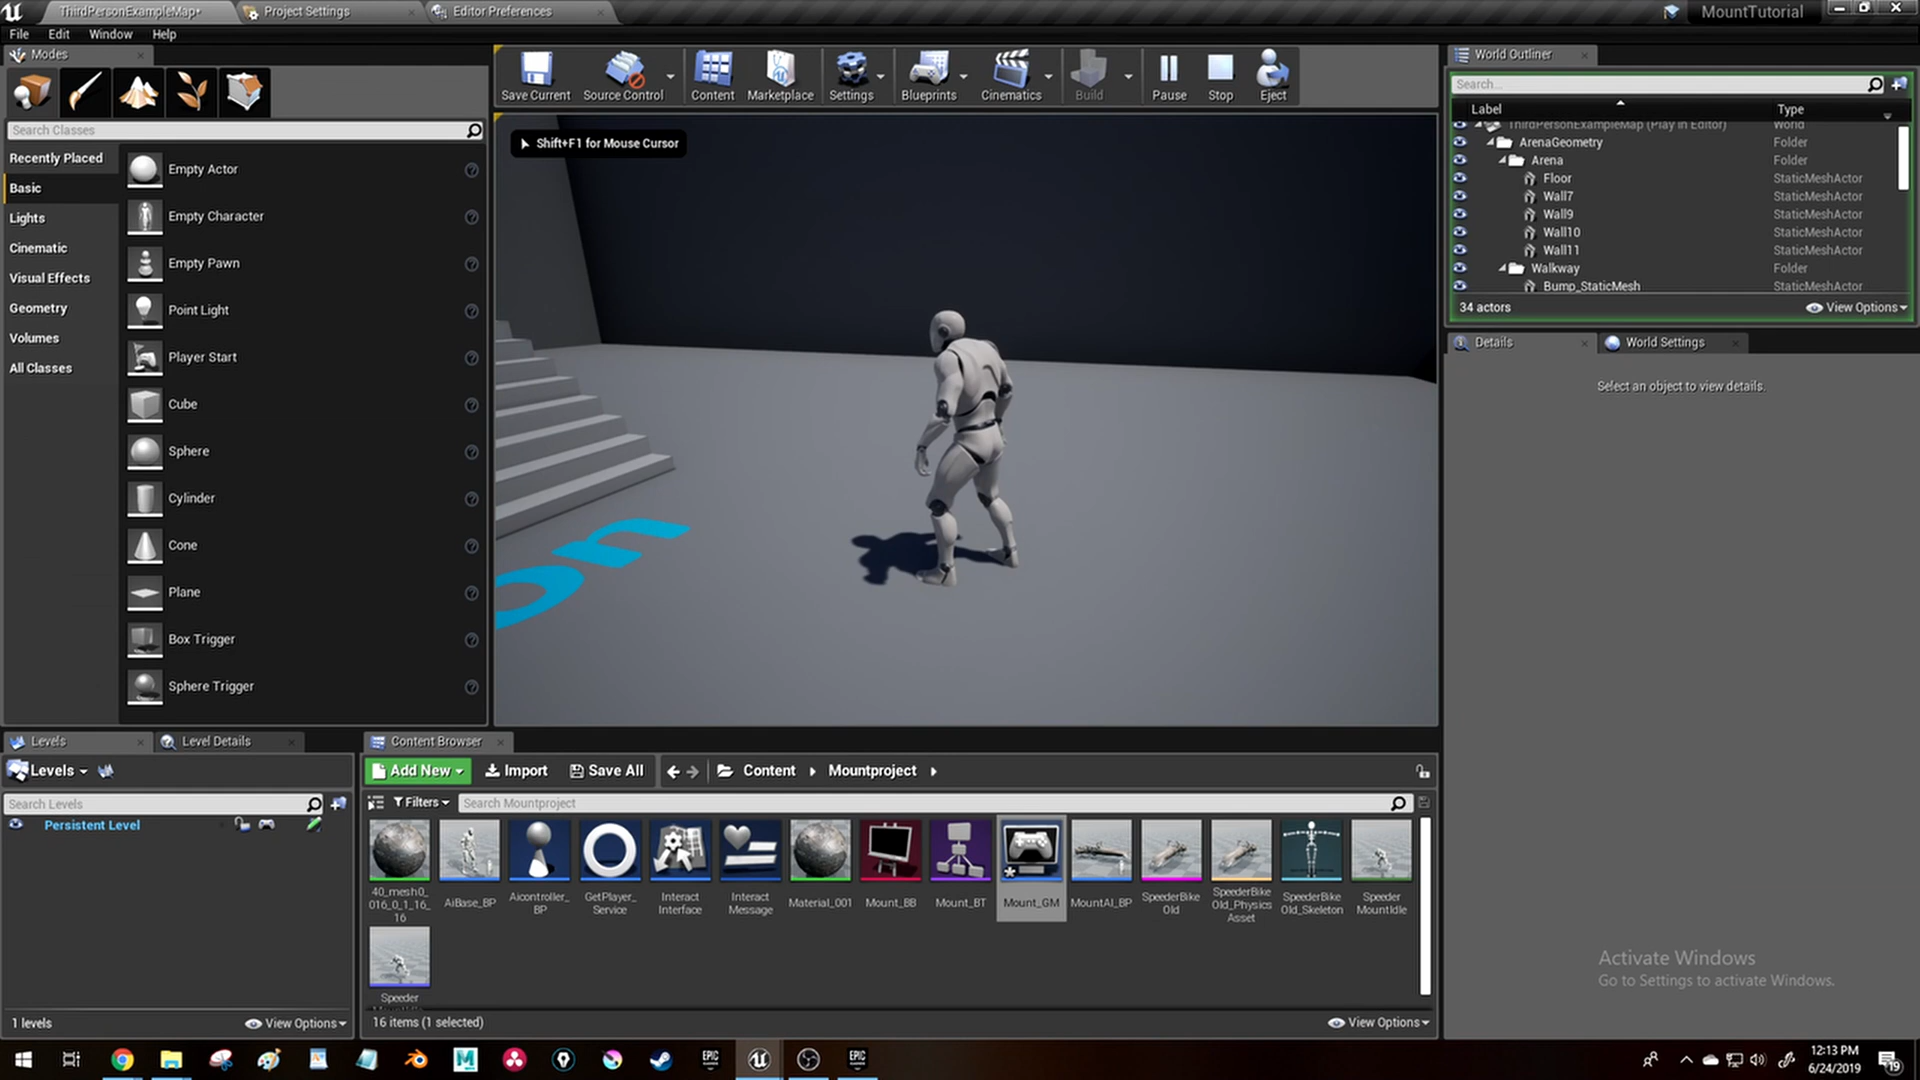 ThirdPersonExampleMap*
Project Settings
Editor Preferences
MountTutorial
File Edit Window Help
Modes
Search Classes
Recently Placed
Basic
Lights
Cinematic
Visual Effects
Geometry
Volumes
All Classes
Empty Actor
Empty Character
Empty Pawn
Point Light
Player Start
Cube
Sphere
Cylinder
Cone
Plane
Box Trigger
Sphere Trigger
Save Current
Source Control
Content
Marketplace
Settings
Blueprints
Cinematics
Build
Pause
Stop
Eject
Shift+F1 for Mouse Cursor
on
World Outliner
Search...
Label Type
ThirdPersonExampleMap (Play In Editor) World
ArenaGeometry Folder
Arena Folder
Floor StaticMeshActor
Wall7 StaticMeshActor
Wall9 StaticMeshActor
Wall10 StaticMeshActor
Wall11 StaticMeshActor
Walkway Folder
Bump_StaticMesh StaticMeshActor
34 actors
View Options
Details
World Settings
Select an object to view details.
Activate Windows
Go to Settings to activate Windows.
Levels
Level Details
Levels
Search Levels
Persistent Level
1 levels
View Options
Content Browser
Add New
Import
Save All
Content
Mountproject
Filters
Search Mountproject
40_mesh0_
016_0_1_16_
16
AiBase_BP
Aicontroller_
BP
GetPlayer_
Service
Interact
Interface
Interact
Message
Material_001
Mount_BB
Mount_BT
Mount_GM
MountAI_BP
SpeederBike
Old
SpeederBike
Old_Physics
Asset
SpeederBike
Old_Skeleton
Speeder
MountIdle
Speeder
16 items (1 selected)
View Options
EPIC
EPIC
12:13 PM
6/24/2019
19